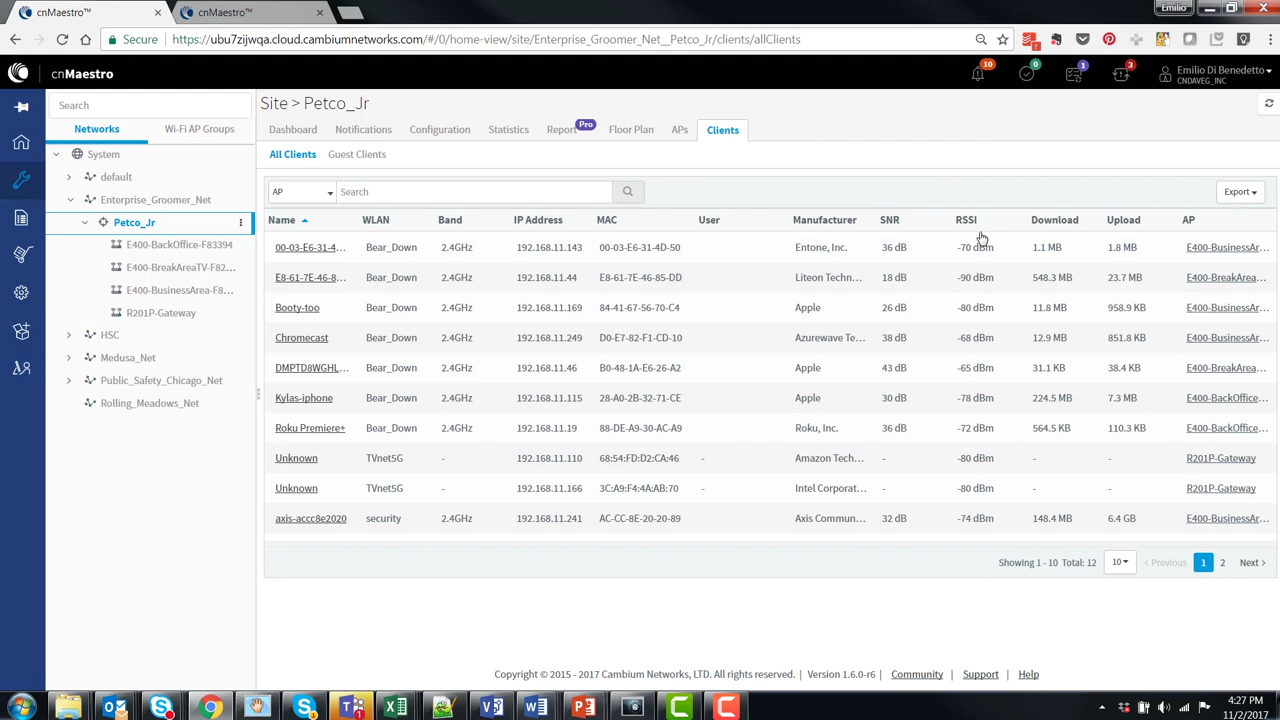 cnMaestro™
cnMaestro™
Emilio
Secure
https://ubu7zijwqa.cloud.cambiumnetworks.com/#/0/home-view/site/Enterprise_Groomer_Net__Petco_Jr/clients/allClients
cnMaestro
10
0
1
3
Emilio Di Benedetto
CNDAVEG_INC
Search
Networks
Wi-Fi AP Groups
System
default
Enterprise_Groomer_Net
Petco_Jr
E400-BackOffice-F83394
E400-BreakAreaTV-F82...
E400-BusinessArea-F8...
R201P-Gateway
HSC
Medusa_Net
Public_Safety_Chicago_Net
Rolling_Meadows_Net
Site > Petco_Jr
Dashboard Notifications Configuration Statistics Report Pro Floor Plan APs Clients
All Clients Guest Clients
AP Search Export
Name WLAN Band IP Address MAC User Manufacturer SNR RSSI Download Upload AP
00-03-E6-31-4... Bear_Down 2.4GHz 192.168.11.143 00-03-E6-31-4D-50 Entone, Inc. 36 dB -70 dBm 1.1 MB 1.8 MB E400-BusinessAr...
E8-61-7E-46-8... Bear_Down 2.4GHz 192.168.11.44 E8-61-7E-46-85-DD Liteon Techn... 18 dB -90 dBm 548.3 MB 23.7 MB E400-BreakArea...
Booty-too Bear_Down 2.4GHz 192.168.11.169 84-41-67-56-70-C4 Apple 26 dB -80 dBm 11.8 MB 958.9 KB E400-BusinessAr...
Chromecast Bear_Down 2.4GHz 192.168.11.249 D0-E7-82-F1-CD-10 Azurewave Te... 38 dB -68 dBm 12.9 MB 851.8 KB E400-BusinessAr...
DMPTD8WGHL... Bear_Down 2.4GHz 192.168.11.46 B0-48-1A-E6-26-A2 Apple 43 dB -65 dBm 31.1 KB 38.4 KB E400-BreakArea...
Kylas-iphone Bear_Down 2.4GHz 192.168.11.115 28-A0-2B-32-71-CE Apple 30 dB -78 dBm 224.5 MB 7.3 MB E400-BackOffice...
Roku Premiere+ Bear_Down 2.4GHz 192.168.11.19 88-DE-A9-30-AC-A9 Roku, Inc. 36 dB -72 dBm 564.5 KB 110.3 KB E400-BackOffice...
Unknown TVnet5G - 192.168.11.110 68:54:FD:D2:CA:46 - Amazon Tech... - -80 dBm - - R201P-Gateway
Unknown TVnet5G - 192.168.11.166 3C:A9:F4:4A:AB:70 - Intel Corporat... - -80 dBm - - R201P-Gateway
axis-accc8e2020 security 2.4GHz 192.168.11.241 AC-CC-8E-20-20-89 Axis Commun... 32 dB -74 dBm 148.4 MB 6.4 GB E400-BusinessAr...
Showing 1 - 10 Total: 12 10 Previous 1 2 Next
Copyright © 2015 - 2017 Cambium Networks, LTD. All rights reserved. | Version 1.6.0-r6 | Community | Support | Help
4:27 PM
11/2/2017